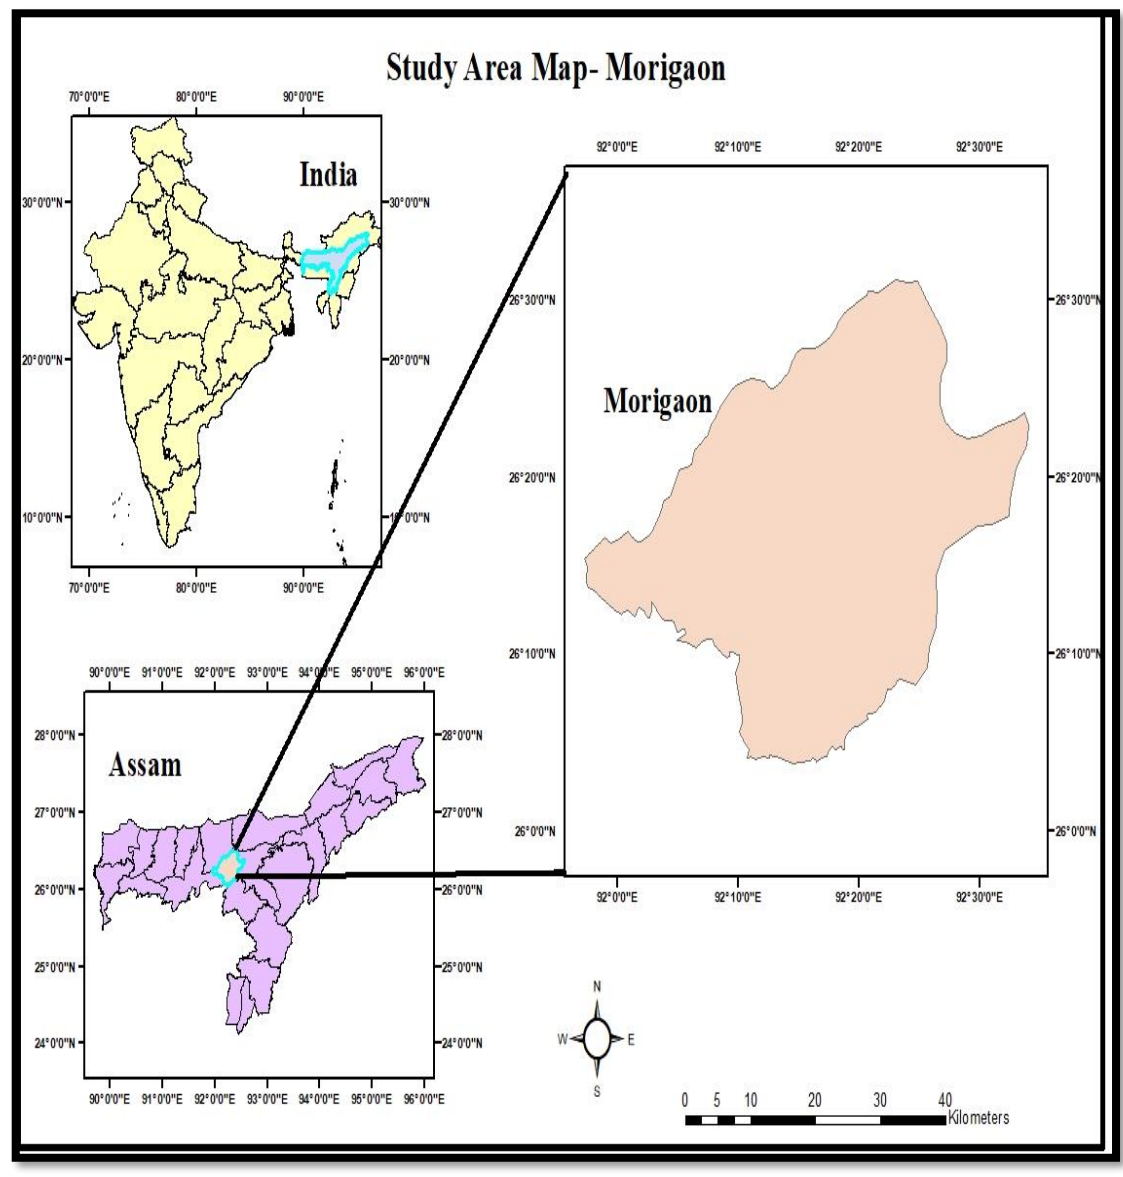 Study Area Map- Morigaon
70°0'0"E 80°0'0"E 90°0'0"E
India
30°0'0"N 30°0'0"N
20°0'0"N 20°0'0"N
10°0'0"N 10°0'0"N
70°0'0"E 80°0'0"E 90°0'0"E
92°0'0"E 92°10'0"E 92°20'0"E 92°30'0"E
26°30'0"N 26°30'0"N
Morigaon
26°20'0"N 26°20'0"N
26°10'0"N 26°10'0"N
26°0'0"N 26°0'0"N
92°0'0"E 92°10'0"E 92°20'0"E 92°30'0"E
90°0'0"E 91°0'0"E 92°0'0"E 93°0'0"E 94°0'0"E 95°0'0"E 96°0'0"E
28°0'0"N 28°0'0"N
Assam
27°0'0"N 27°0'0"N
26°0'0"N 26°0'0"N
25°0'0"N 25°0'0"N
24°0'0"N 24°0'0"N
90°0'0"E 91°0'0"E 92°0'0"E 93°0'0"E 94°0'0"E 95°0'0"E 96°0'0"E
N
W E
S
0 5 10 20 30 40
Kilometers